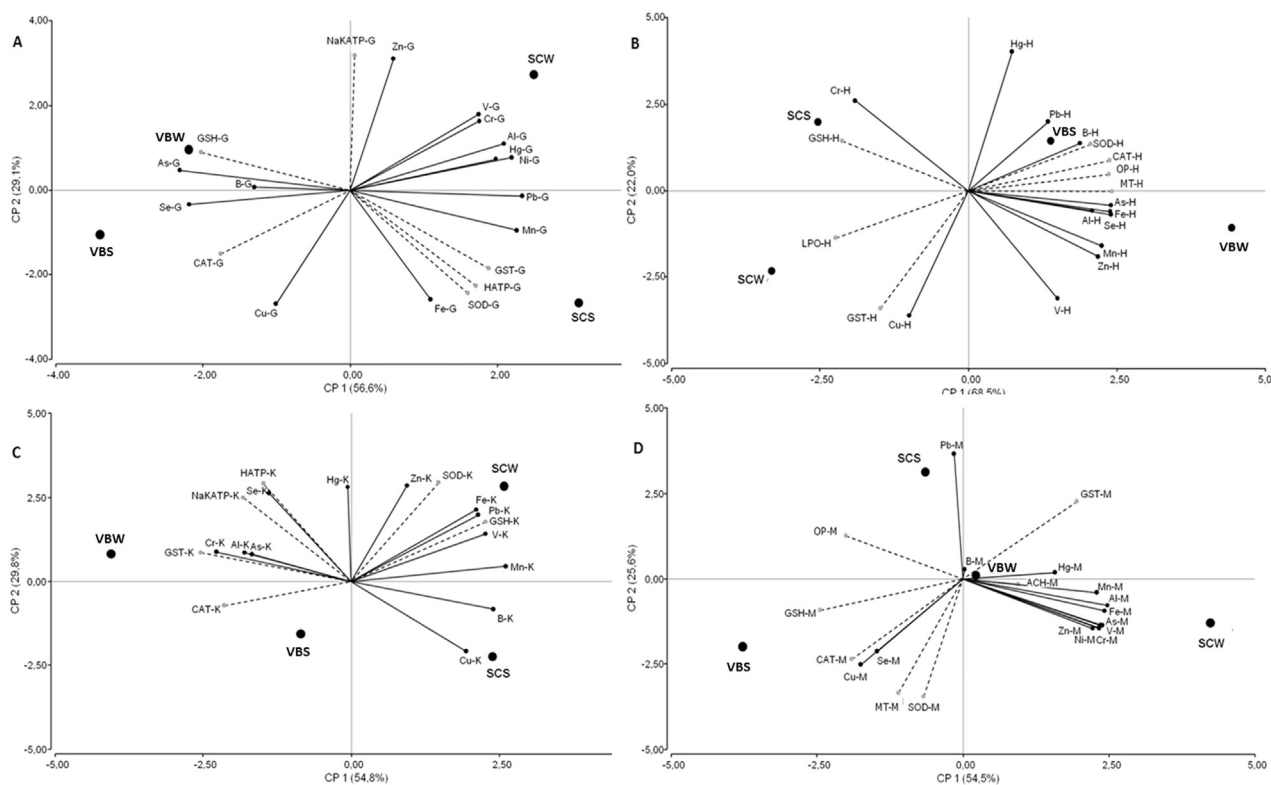 A
4,00
2,00
0,00
-2,00
-4,00
CP 2 (29,1%)
NaKATP-G
Zn-G
SCW
V-G
Cr-G
Al-G
Hg-G
Ni-G
VBW
GSH-G
As-G
B-G
Pb-G
Se-G
Mn-G
VBS
CAT-G
GST-G
HATP-G
SOD-G
Cu-G
Fe-G
SCS
-4,00
-2,00
0,00
2,00
CP 1 (56,6%)
B
5,00
2,50
0,00
-2,50
-5,00
CP 2 (22,0%)
Hg-H
Cr-H
SCS
Pb-H
VBS
B-H
GSH-H
SOD-H
CAT-H
OP-H
MT-H
As-H
Fe-H
Al-H
Se-H
VBW
LPO-H
Mn-H
Zn-H
SCW
GST-H
Cu-H
V-H
-5,00
-2,50
0,00
2,50
5,0
CP 1 (68,5%)
C
5,00
2,50
0,00
-2,50
-5,00
CP 2 (29,8%)
HATP-K
Hg-K
Zn-K
SOD-K
SCW
NaKATP-K
Se-K
Fe-K
Pb-K
GSH-K
V-K
VBW
Cr-K
Al-K
As-K
GST-K
Mn-K
CAT-K
B-K
VBS
Cu-K
SCS
-5,00
-2,50
0,00
2,50
CP 1 (54,8%)
D
5,00
2,50
0,00
-2,50
-5,00
CP 2 (25,6%)
Pb-M
SCS
GST-M
OP-M
B-M
VBW
Hg-M
ACH-M
Mn-M
Al-M
GSH-M
Fe-M
As-M
Zn-M
V-M
Ni-M
Cr-M
SCW
VBS
CAT-M
Se-M
Cu-M
MT-M
SOD-M
-5,00
-2,50
0,00
2,50
5,00
CP 1 (54,5%)